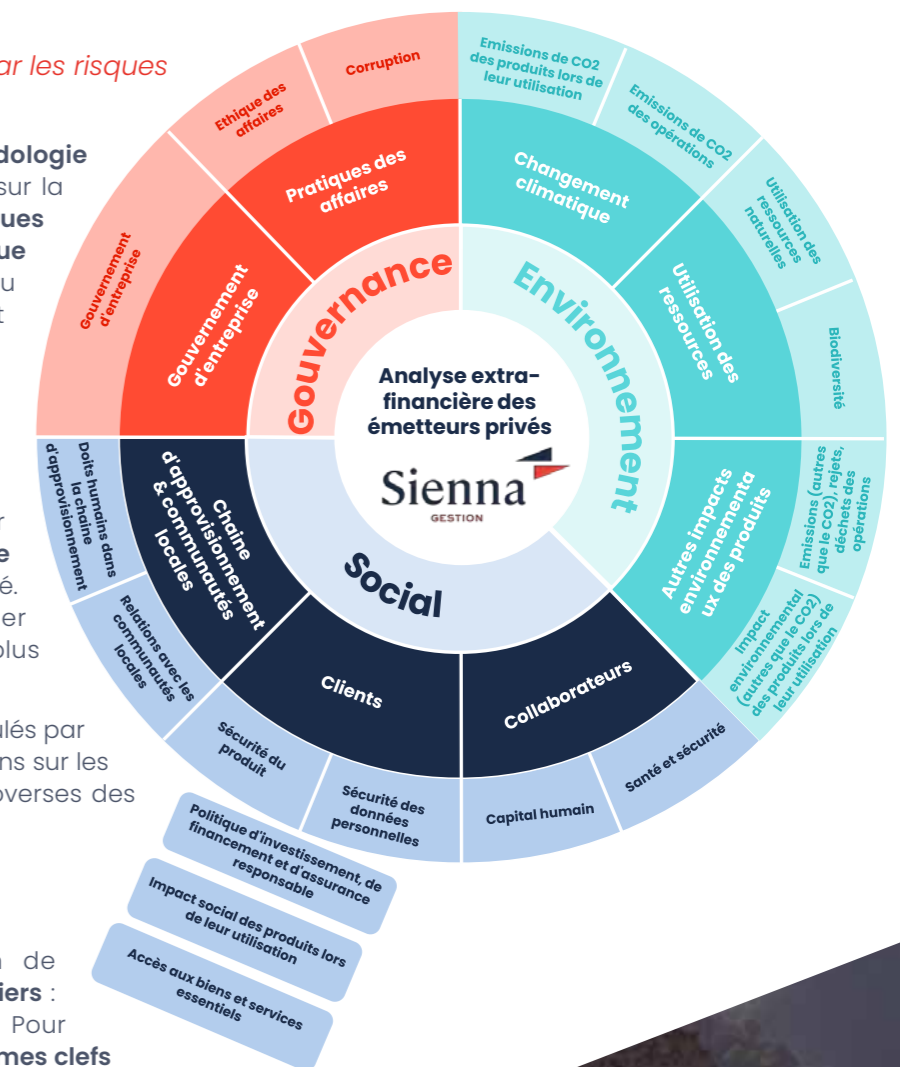 ar les risques
dologie
sur la
ques
que
u
t
r
e
é.
er
plus
ulés par
ns sur les
overses des
n de
iers :
Pour
mes clefs
Corruption
Ethique des
affaires
Gouvernement
d'entreprise
Pratiques des
affaires
Gouvernement
d'entreprise
Gouvernance
Emissions de CO2
des produits lors de
leur utilisation
Emissions de CO2
des opérations
Utilisation des
ressources
naturelles
Biodiversité
Emissions (autres
que le CO2), rejets,
déchets des
opérations
Impact
environnemental
(autres que le CO2)
des produits lors de
leur utilisation
Changement
climatique
Utilisation des
ressources
Autres impacts
environnementa
ux des produits
Environnement
Analyse extra-
financière des
émetteurs privés
Sienna
GESTION
Social
Chaine
d'approvisionnement
& communautés
locales
Clients
Collaborateurs
Doits humains dans
la chaine
d'approvisionnement
Relations avec les
communautés
locales
Sécurité du
produit
Sécurité des
données
personnelles
Capital humain
Santé et sécurité
Politique d'investissement, de
financement et d'assurance
responsable
Impact social des produits lors
de leur utilisation
Accès aux biens et services
essentiels